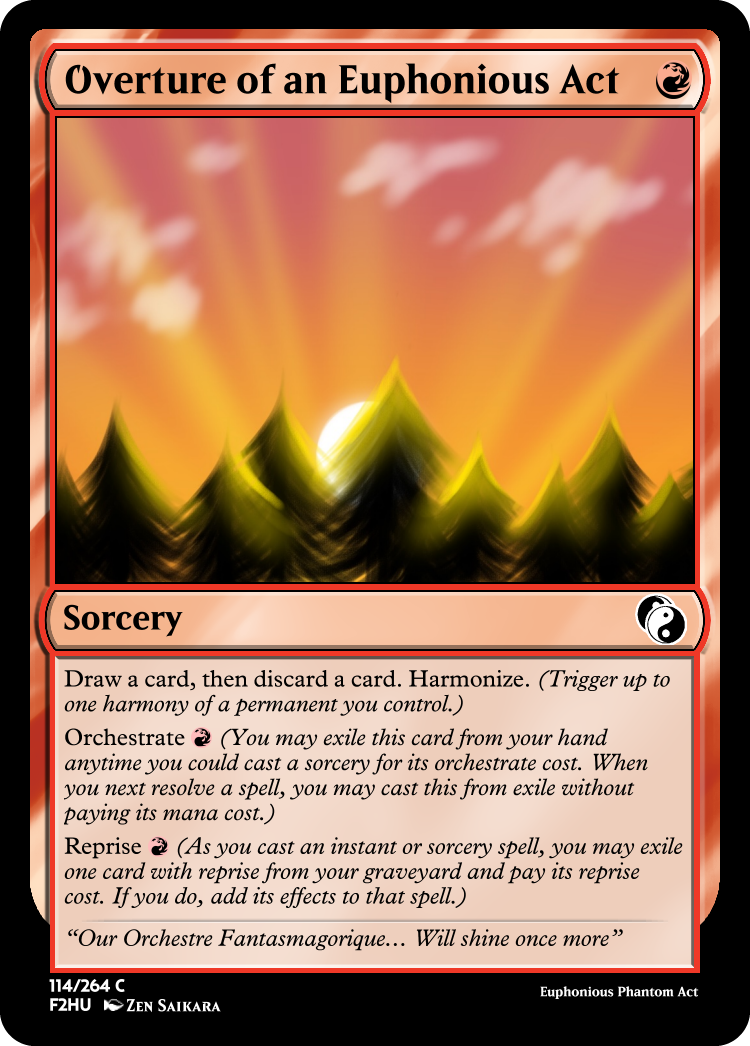 Overture of an Euphonious Act
Sorcery
Draw a card, then discard a card. Harmonize. (Trigger up to
one harmony of a permanent you control.)
Orchestrate (You may exile this card from your hand
anytime you could cast a sorcery for its orchestrate cost. When
you next resolve a spell, you may cast this from exile without
paying its mana cost.)
Reprise (As you cast an instant or sorcery spell, you may exile
one card with reprise from your graveyard and pay its reprise
cost. If you do, add its effects to that spell.)
“Our Orchestre Fantasmagorique… Will shine once more”
114/264 C
F2HU Zen Saikara
Euphonious Phantom Act